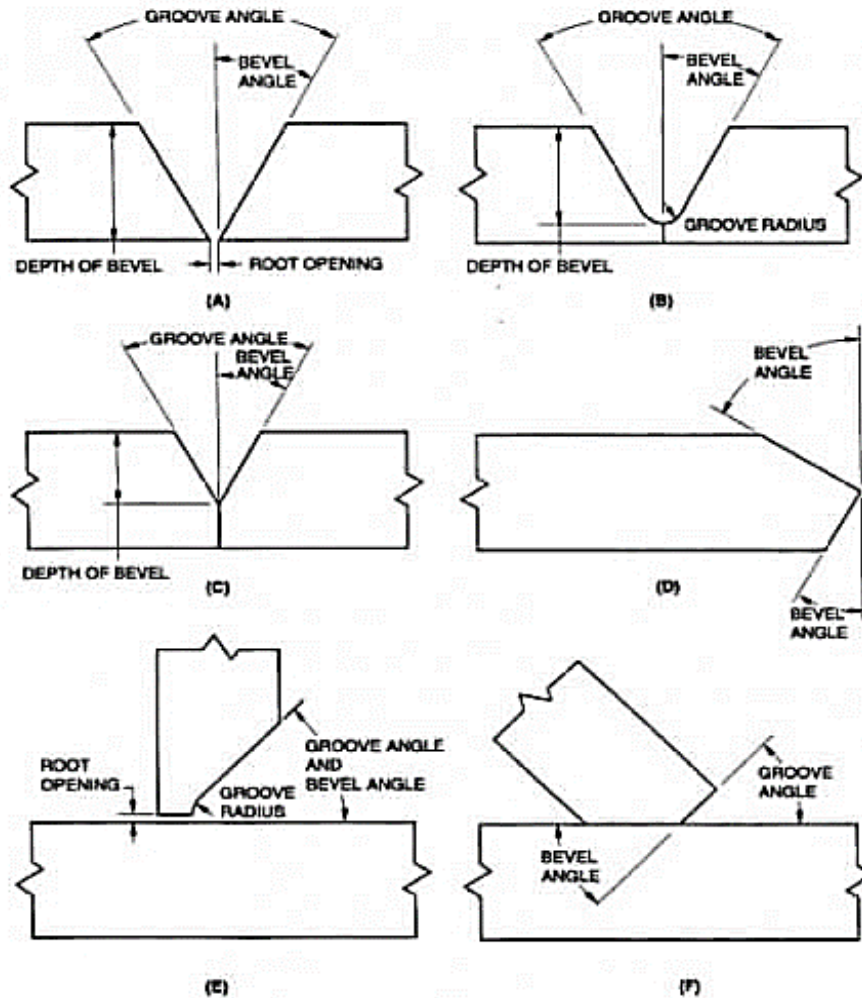 GROOVE ANGLE
BEVEL
ANGLE
DEPTH OF BEVEL
ROOT OPENING
(A)
GROOVE ANGLE
BEVEL
ANGLE
GROOVE RADIUS
DEPTH OF BEVEL
(B)
GROOVE ANGLE
BEVEL
ANGLE
DEPTH OF BEVEL
(C)
BEVEL
ANGLE
(D)
BEVEL
ANGLE
ROOT
OPENING
GROOVE
RADIUS
GROOVE ANGLE
AND
BEVEL ANGLE
(E)
GROOVE
ANGLE
BEVEL
ANGLE
(F)